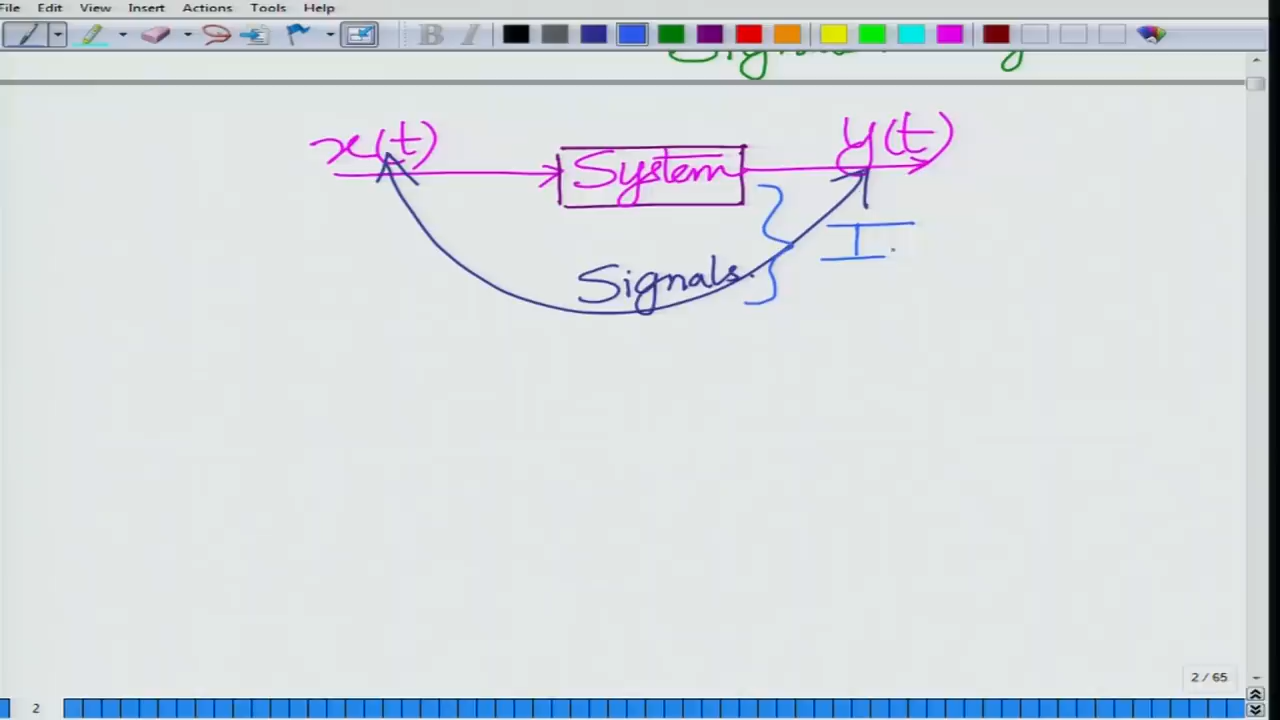 File Edit View Insert Actions Tools Help
B I
x(t) System y(t)
I
Signals
2 / 65
2